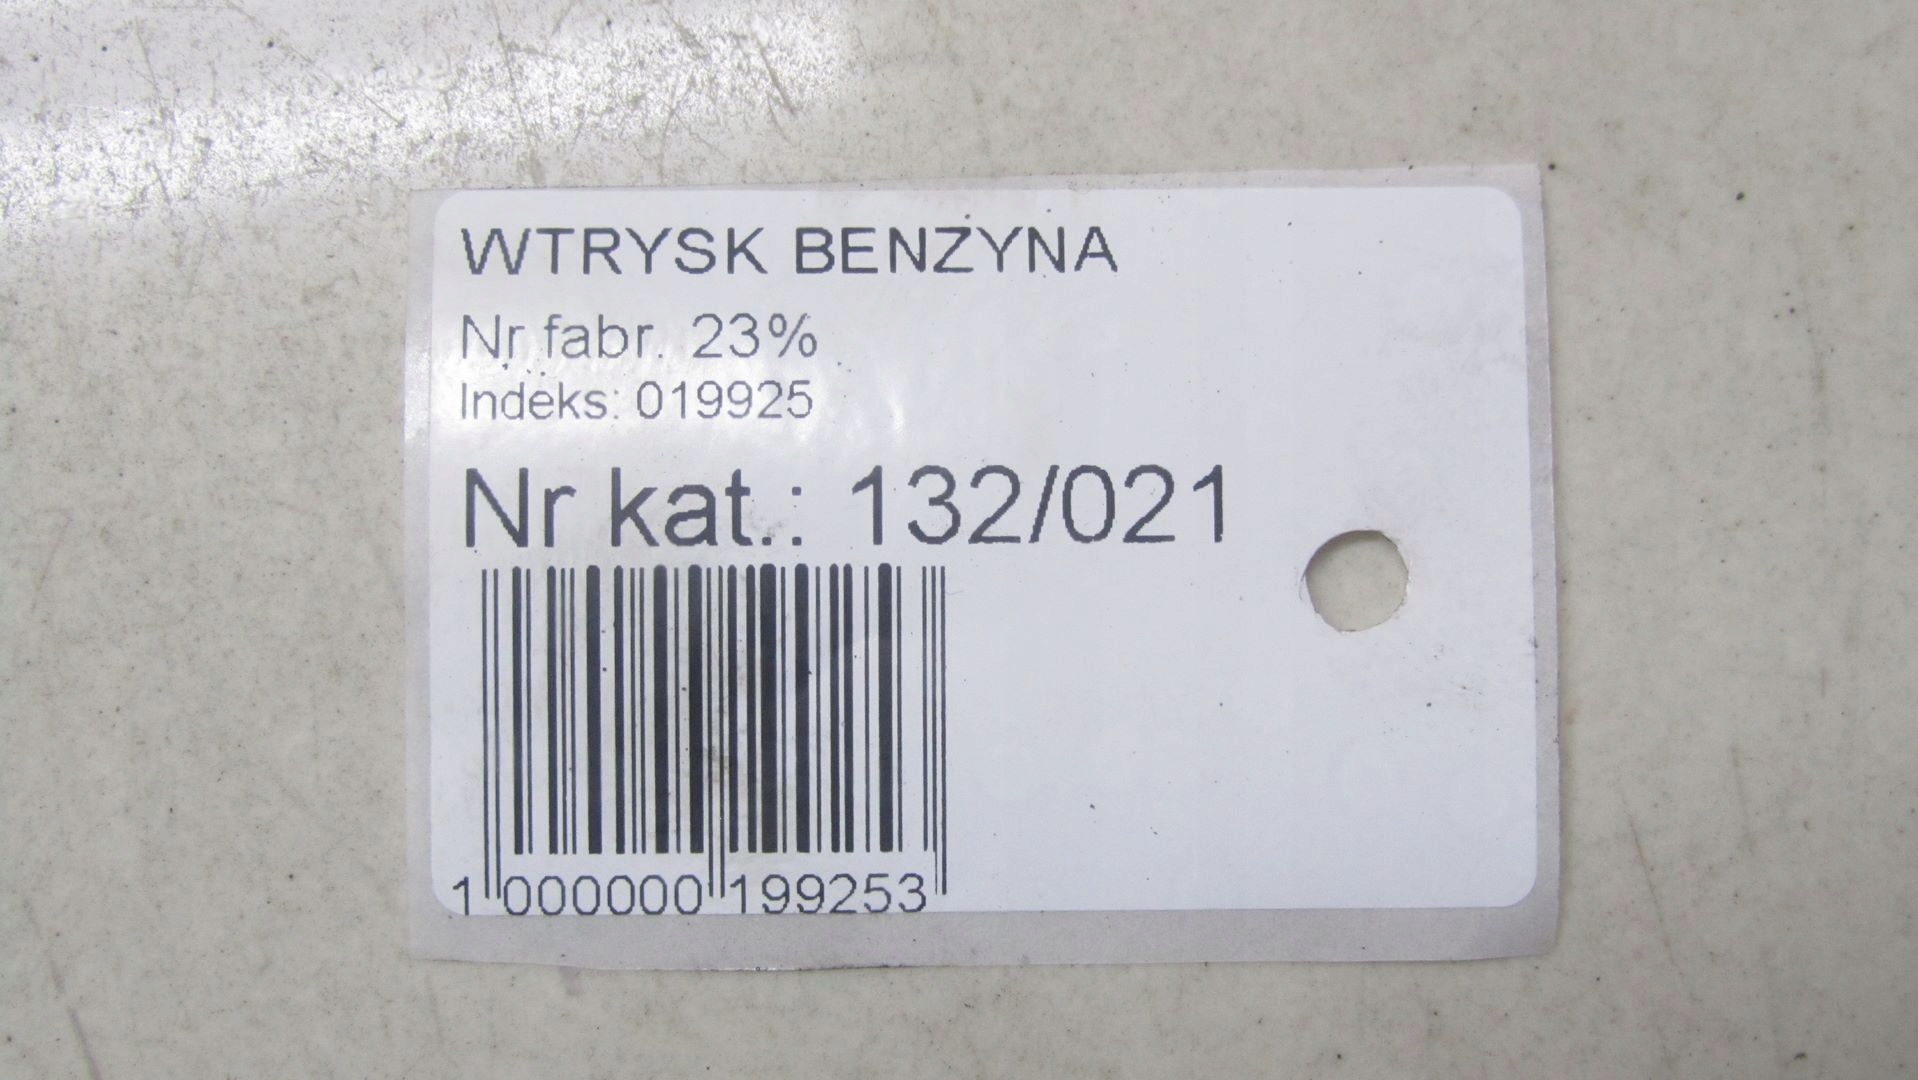 WTRYSK BENZYNA
Nr fabr. 23%
Indeks: 019925
Nr kat.: 132/021
1 000000 199253